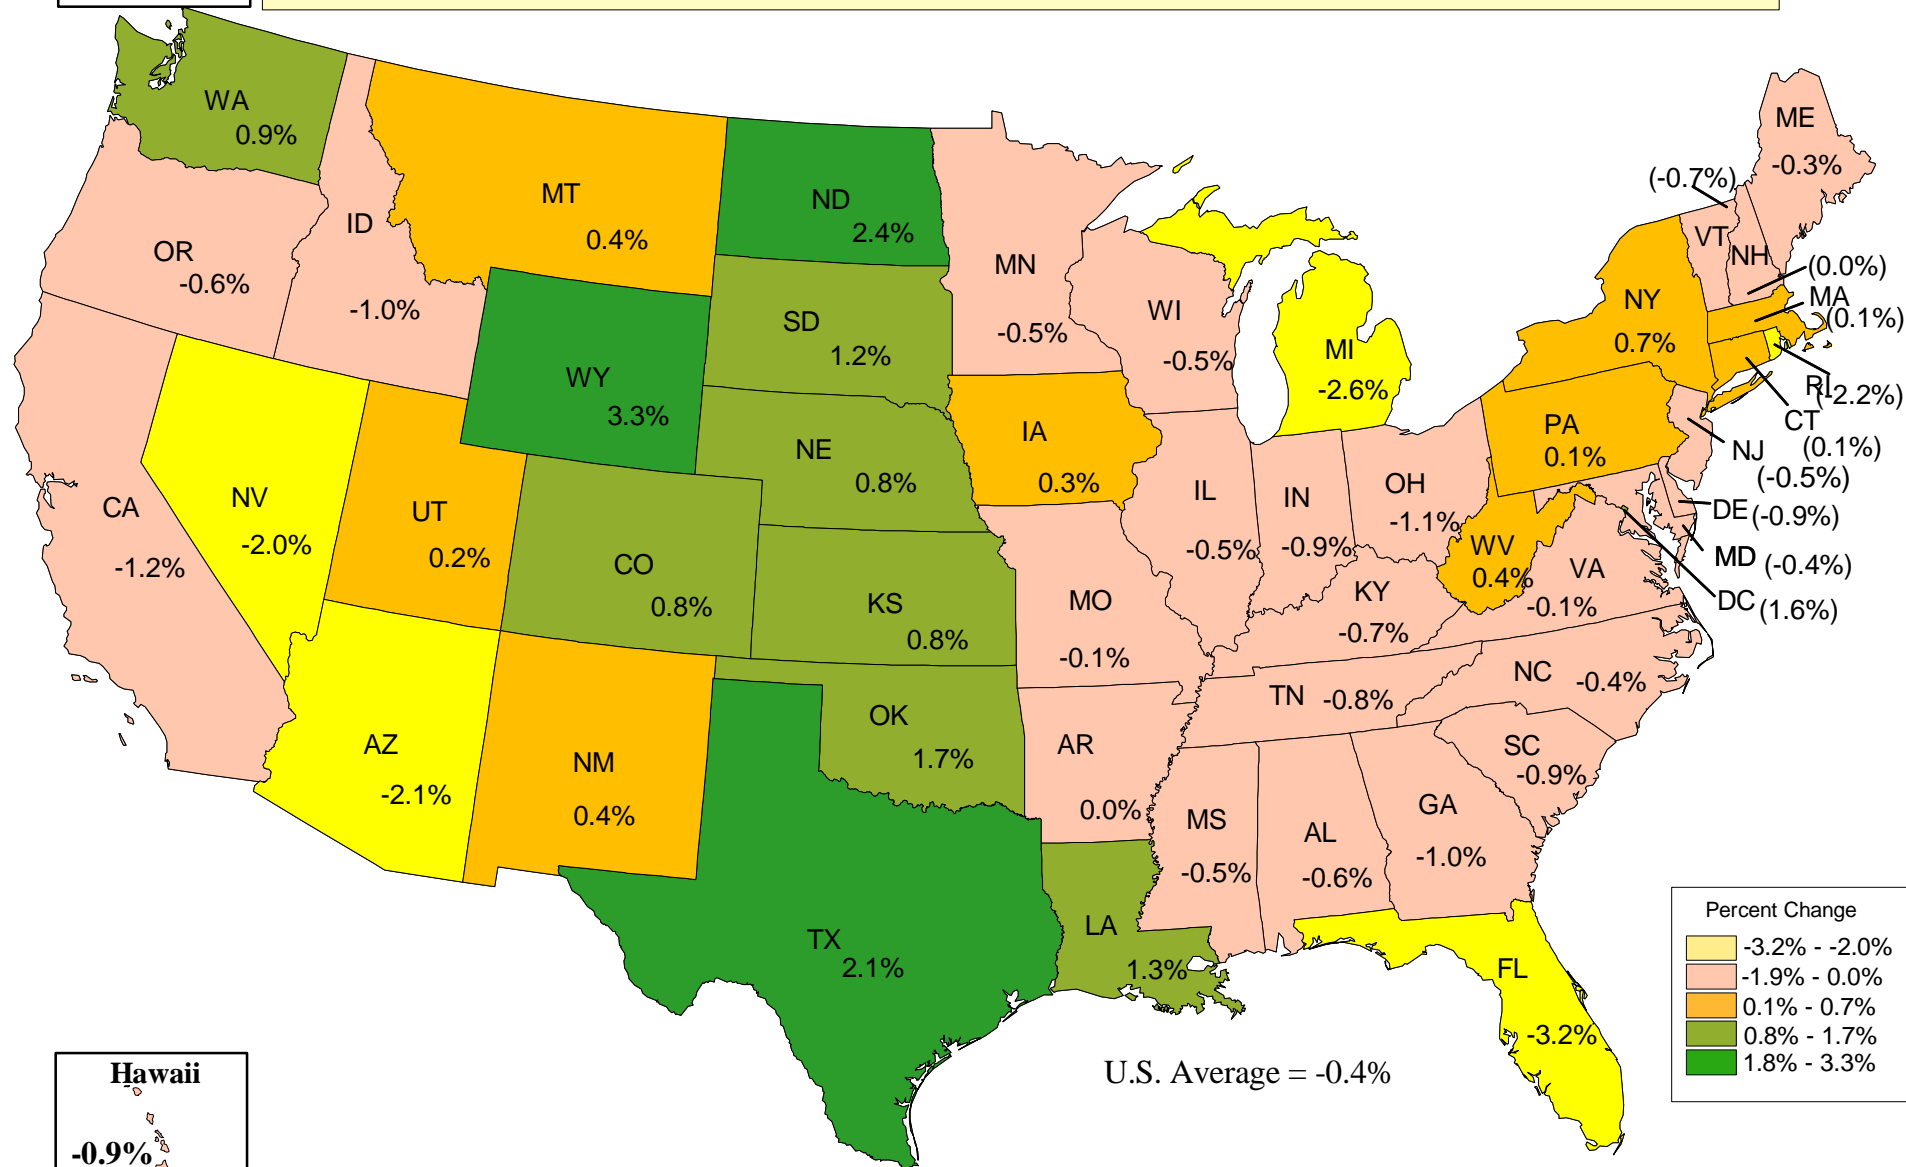 WA
0.9%
OR
-0.6%
ID
-1.0%
MT
0.4%
ND
2.4%
MN
-0.5%
WI
-0.5%
MI
-2.6%
SD
1.2%
WY
3.3%
NE
0.8%
IA
0.3%
CA
-1.2%
NV
-2.0%
UT
0.2%
CO
0.8%
KS
0.8%
MO
-0.1%
IL
-0.5%
IN
-0.9%
OH
-1.1%
KY
-0.7%
WV
0.4%
VA
-0.1%
PA
0.1%
NY
0.7%
(-0.7%)
VT
NH
(0.0%)
ME
-0.3%
MA
(0.1%)
RI
(-2.2%)
CT
(0.1%)
NJ
(-0.5%)
DE (-0.9%)
MD (-0.4%)
DC (1.6%)
AZ
-2.1%
NM
0.4%
OK
1.7%
TX
2.1%
AR
0.0%
LA
1.3%
TN -0.8%
NC -0.4%
SC
-0.9%
MS
-0.5%
AL
-0.6%
GA
-1.0%
FL
-3.2%
U.S. Average = -0.4%
Hawaii
-0.9%
Percent Change
-3.2% - -2.0%
-1.9% - 0.0%
0.1% - 0.7%
0.8% - 1.7%
1.8% - 3.3%